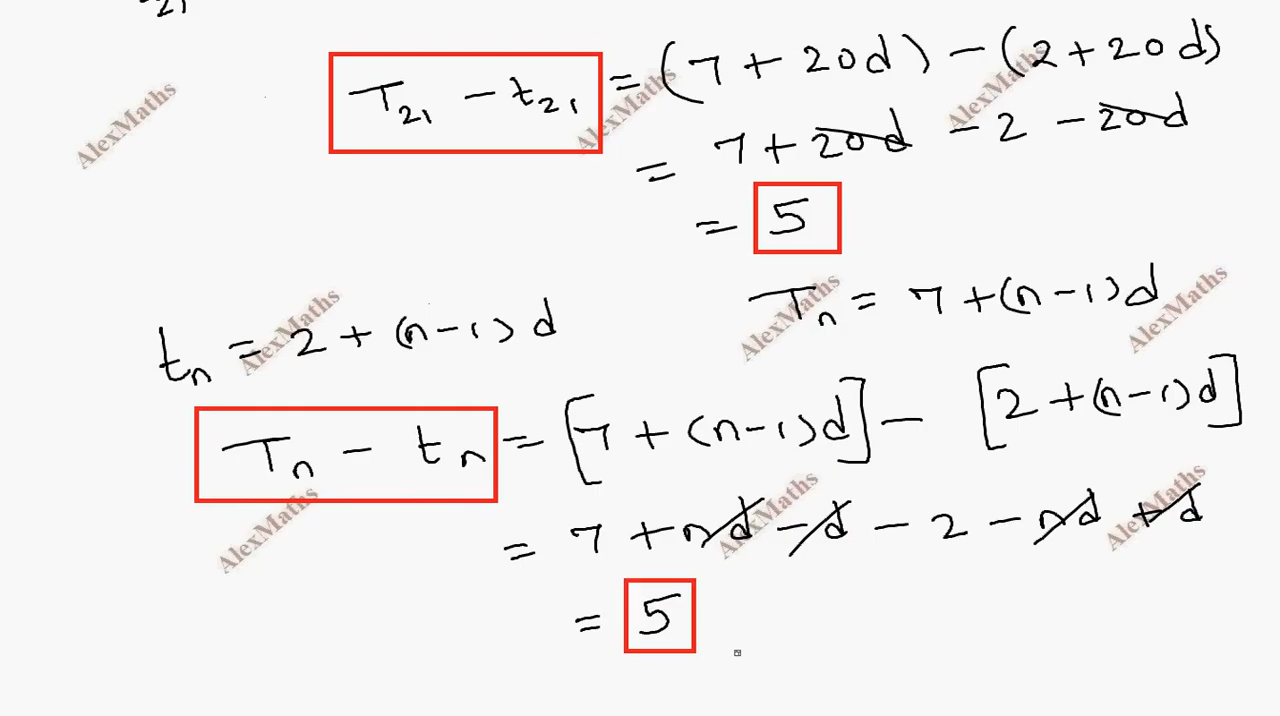 t21
T21 - t21 = (7 + 20d) - (2 + 20d)
= 7 + 20d - 2 - 20d
= 5
tn = 2 + (n-1)d
Tn = 7 + (n-1)d
Tn - tn = [7 + (n-1)d] - [2 + (n-1)d]
= 7 + nd - d - 2 - nd + d
= 5
AlexMaths
AlexMaths
AlexMaths
AlexMaths
AlexMaths
AlexMaths
AlexMaths
AlexMaths
AlexMaths